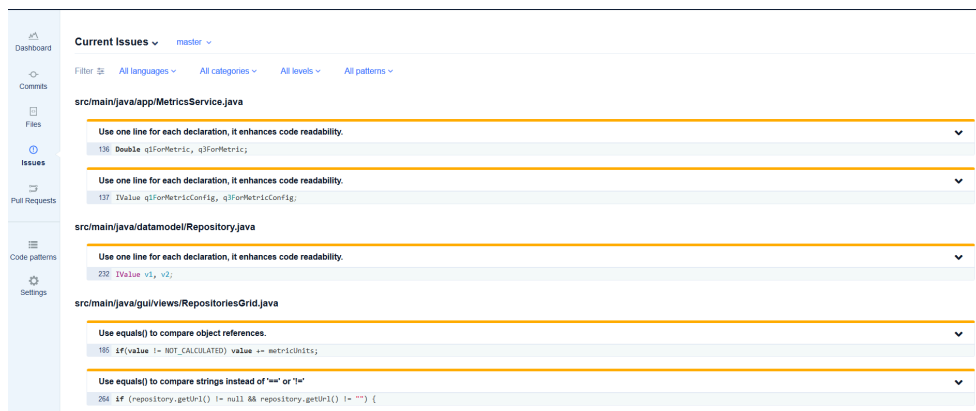 Dashboard
Commits
Files
Issues
Pull Requests
Code patterns
Settings
Current Issues master
Filter All languages All categories All levels All patterns
src/main/java/app/MetricsService.java
Use one line for each declaration, it enhances code readability.
136 Double q1ForMetric, q3ForMetric;
Use one line for each declaration, it enhances code readability.
137 IValue q1ForMetricConfig, q3ForMetricConfig;
src/main/java/datamodel/Repository.java
Use one line for each declaration, it enhances code readability.
232 IValue v1, v2;
src/main/java/gui/views/RepositoriesGrid.java
Use equals() to compare object references.
185 if(value != NOT_CALCULATED) value += metricUnits;
Use equals() to compare strings instead of '==' or '!='
264 if (repository.getUrl() != null && repository.getUrl() != "") {